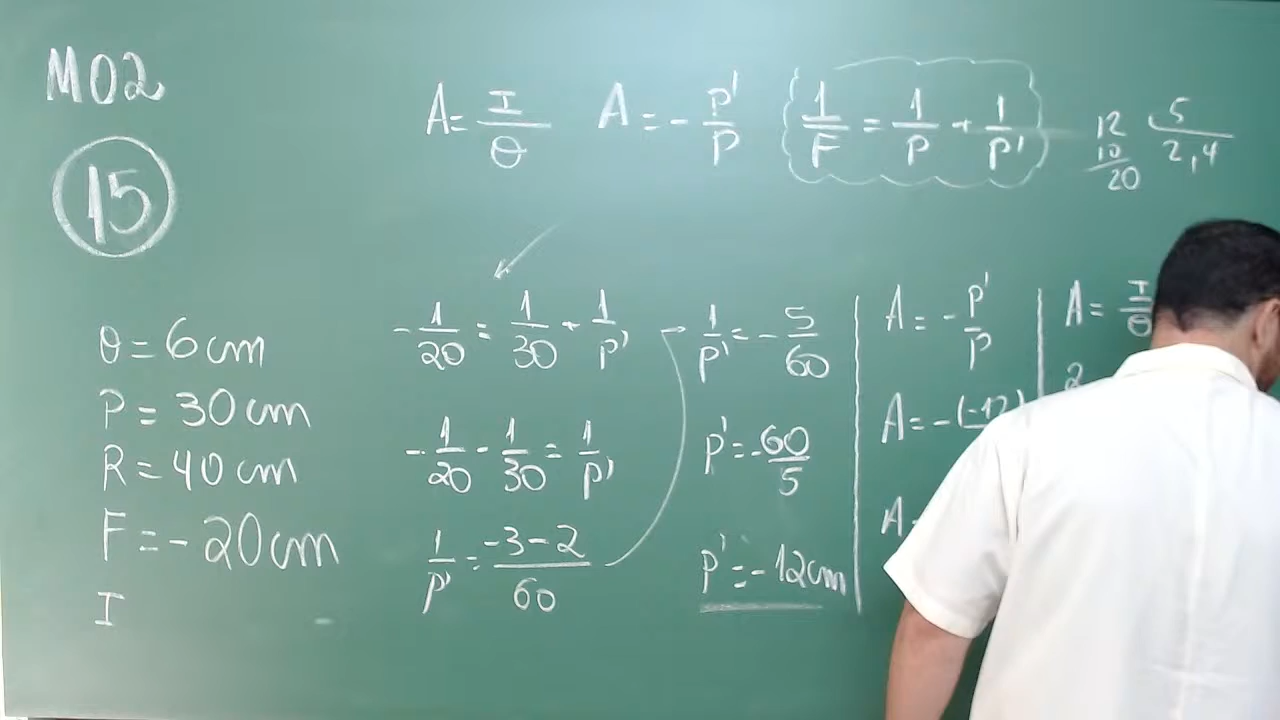 M02
15
A = I/θ
A = - P'/P
1/F = 1/P + 1/P'
12 5
10 2,4
20
θ = 6 cm
P = 30 cm
R = 40 cm
F = - 20 cm
I
- 1/20 = 1/30 + 1/P'
- 1/20 - 1/30 = 1/P'
1/P' = -3-2/60
1/P' = - 5/60
P' = - 60/5
P' = - 12 cm
A = - P'/P
A = - (-12)
A =
A = I/θ
2